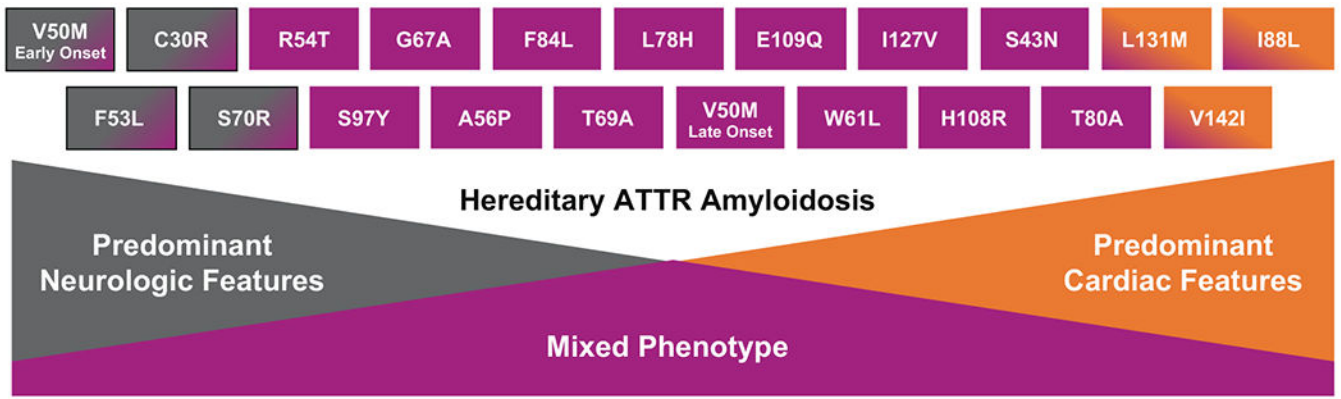 V50M C30R R54T G67A F84L L78H E109Q I127V S43N L131M I88L
Early Onset
F53L S70R S97Y A56P T69A V50M W61L H108R T80A V142I
Late Onset
Hereditary ATTR Amyloidosis
Predominant
Neurologic Features
Predominant
Cardiac Features
Mixed Phenotype